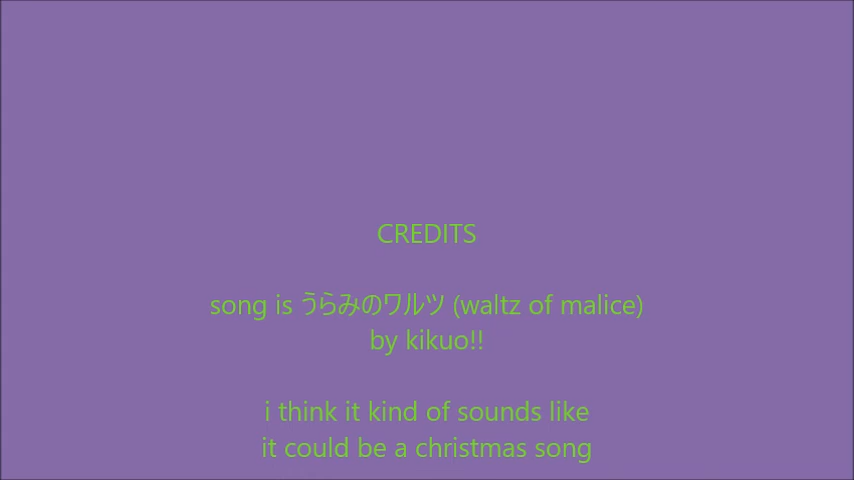 CREDITS
song is うらみのワルツ (waltz of malice)
by kikuo!!
i think it kind of sounds like
it could be a christmas song